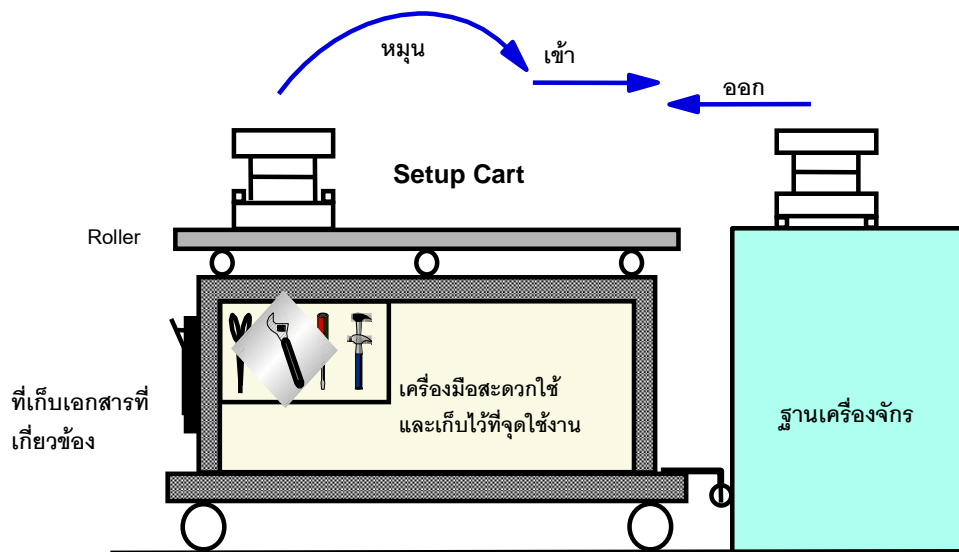 หมุน
เข้า
ออก
Setup Cart
Roller
เครื่องมือสะดวกใช้
และเก็บไว้ที่จุดใช้งาน
ที่เก็บเอกสารที่
เกี่ยวข้อง
ฐานเครื่องจักร